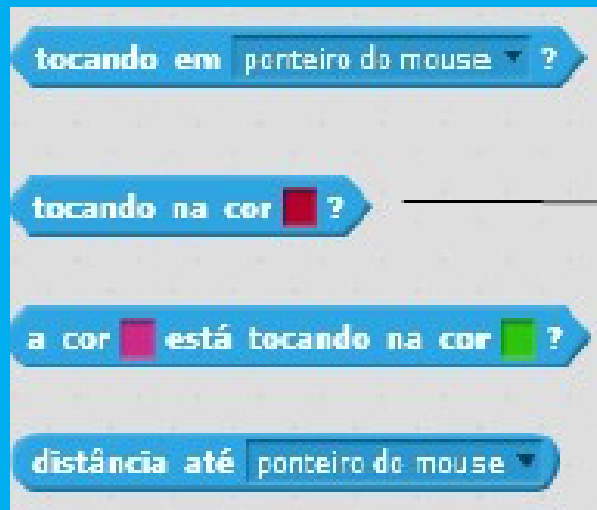 tocando em ponteiro do mouse ?
tocando na cor ?
a cor está tocando na cor ?
distância até ponteiro do mouse